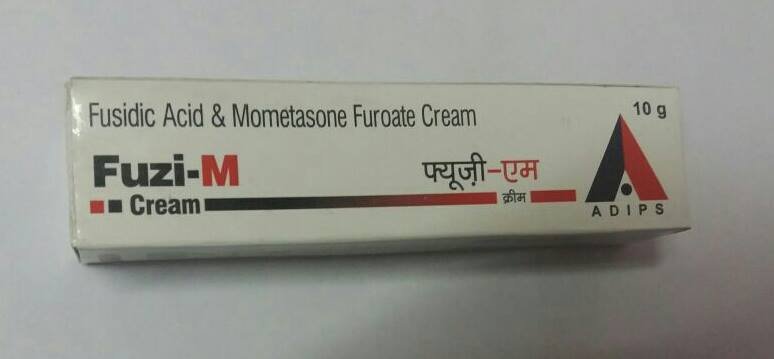 Fusidic Acid & Mometasone Furoate Cream
10 g
Fuzi-M
फ्यूज़ी-एम
Cream
क्रीम
ADIPS